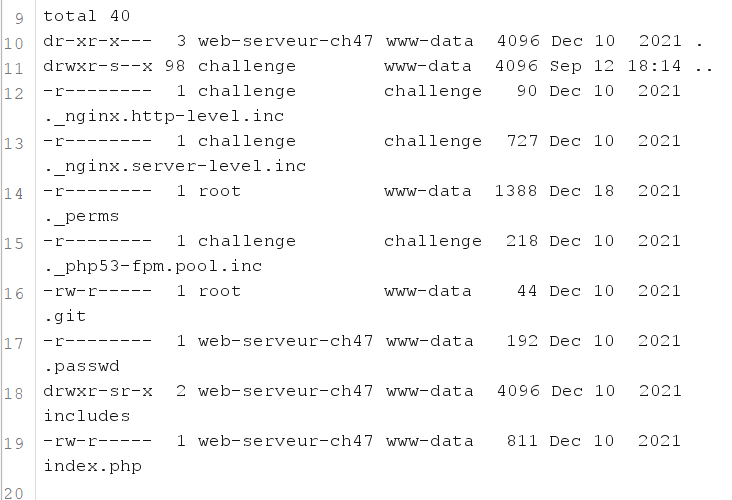 9 total 40
10 dr-xr-x--- 3 web-serveur-ch47 www-data 4096 Dec 10 2021 .
11 drwxr-s--x 98 challenge www-data 4096 Sep 12 18:14 ..
12 -r-------- 1 challenge challenge 90 Dec 10 2021
._nginx.http-level.inc
13 -r-------- 1 challenge challenge 727 Dec 10 2021
._nginx.server-level.inc
14 -r-------- 1 root www-data 1388 Dec 18 2021
._perms
15 -r-------- 1 challenge challenge 218 Dec 10 2021
._php53-fpm.pool.inc
16 -rw-r----- 1 root www-data 44 Dec 10 2021
.git
17 -r-------- 1 web-serveur-ch47 www-data 192 Dec 10 2021
.passwd
18 drwxr-sr-x 2 web-serveur-ch47 www-data 4096 Dec 10 2021
includes
19 -rw-r----- 1 web-serveur-ch47 www-data 811 Dec 10 2021
index.php
20